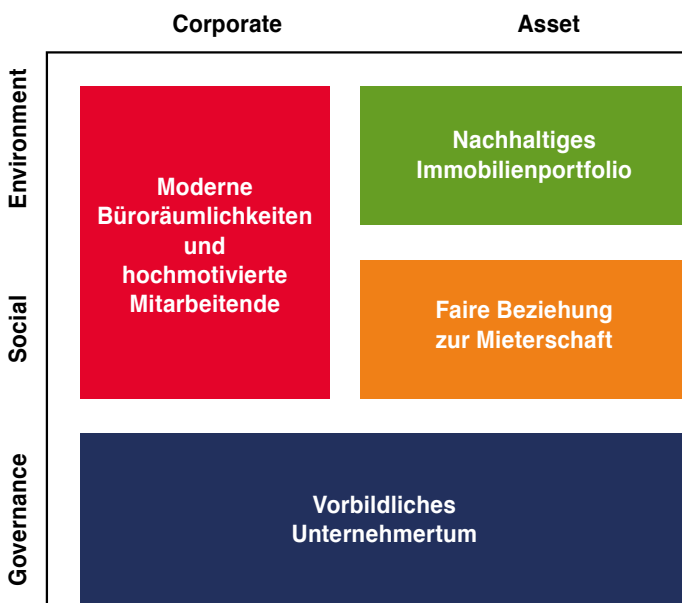 Corporate
Asset
Environment
Moderne
Büroräumlichkeiten
und
hochmotivierte
Mitarbeitende
Nachhaltiges
Immobilienportfolio
Social
Faire Beziehung
zur Mieterschaft
Governance
Vorbildliches
Unternehmertum